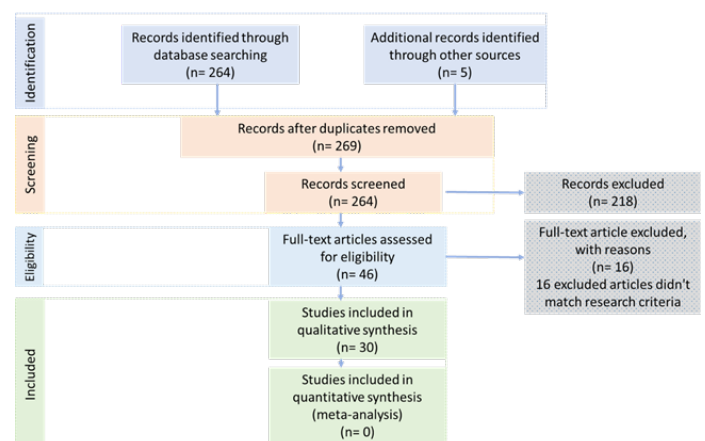 Identification
Records identified through
database searching
(n= 264)
Additional records identified
through other sources
(n= 5)
Screening
Records after duplicates removed
(n= 269)
Records screened
(n= 264)
Records excluded
(n= 218)
Eligibility
Full-text articles assessed
for eligibility
(n= 46)
Full-text article excluded,
with reasons
(n= 16)
16 excluded articles didn't
match research criteria
Included
Studies included in
qualitative synthesis
(n= 30)
Studies included in
quantitative synthesis
(meta-analysis)
(n= 0)